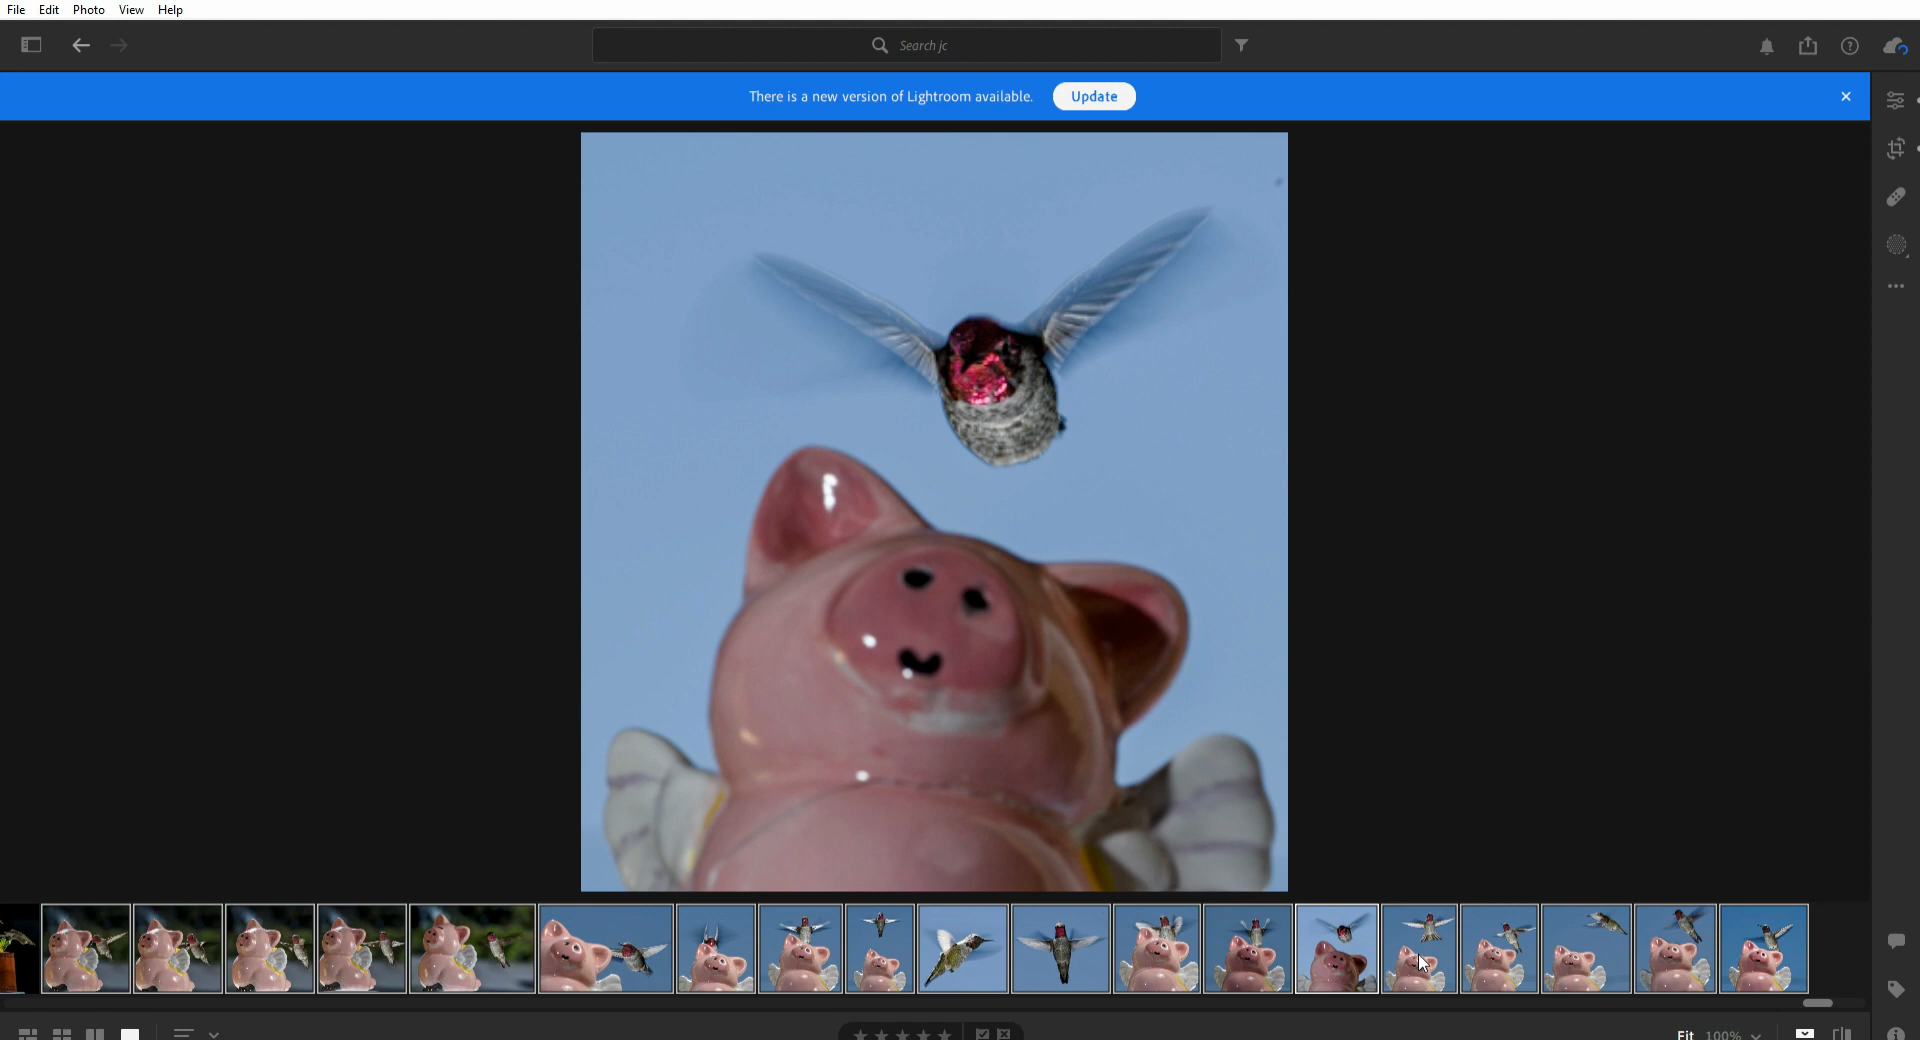 File Edit Photo View Help
Search jc
There is a new version of Lightroom available. Update
Fit 100%